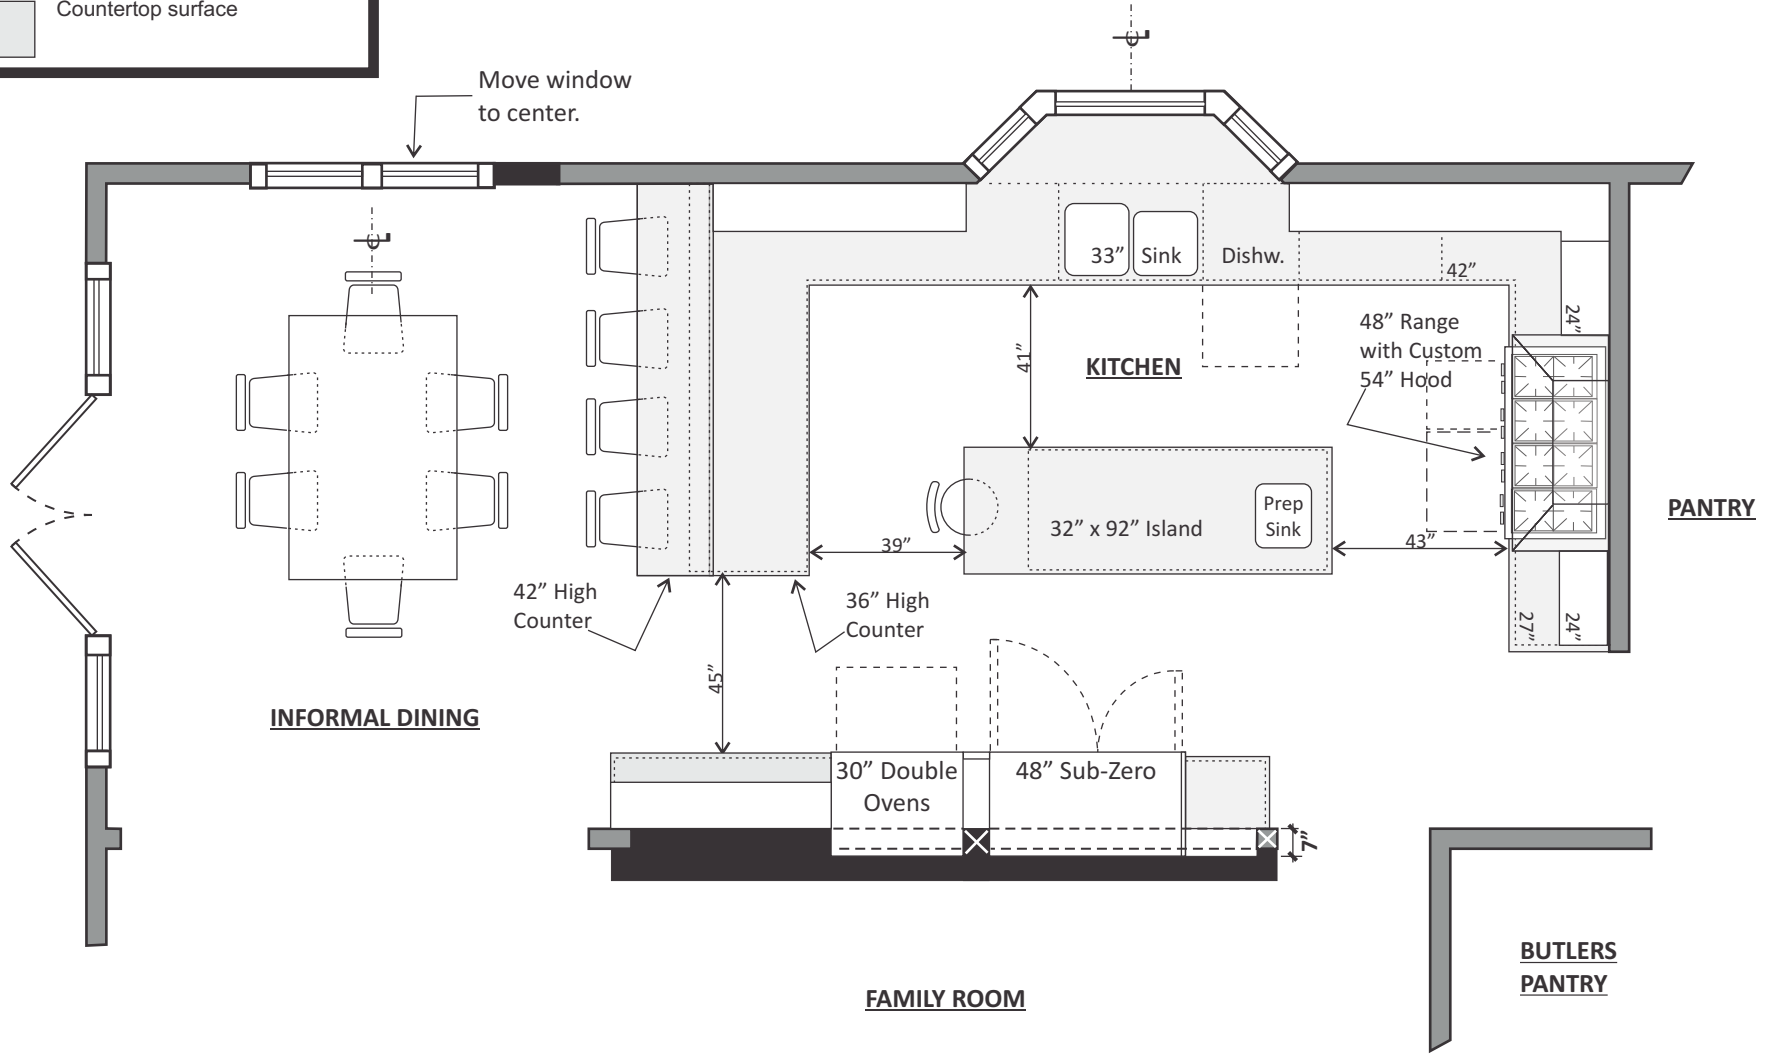 Countertop surface
Move window
to center.
33” Sink
Dishw.
42”
24”
48” Range
with Custom
54” Hood
41”
KITCHEN
PANTRY
Prep
Sink
32” x 92” Island
39”
43”
42” High
Counter
36” High
Counter
27”
24”
45”
INFORMAL DINING
30” Double
Ovens
48” Sub-Zero
7”
BUTLERS
PANTRY
FAMILY ROOM